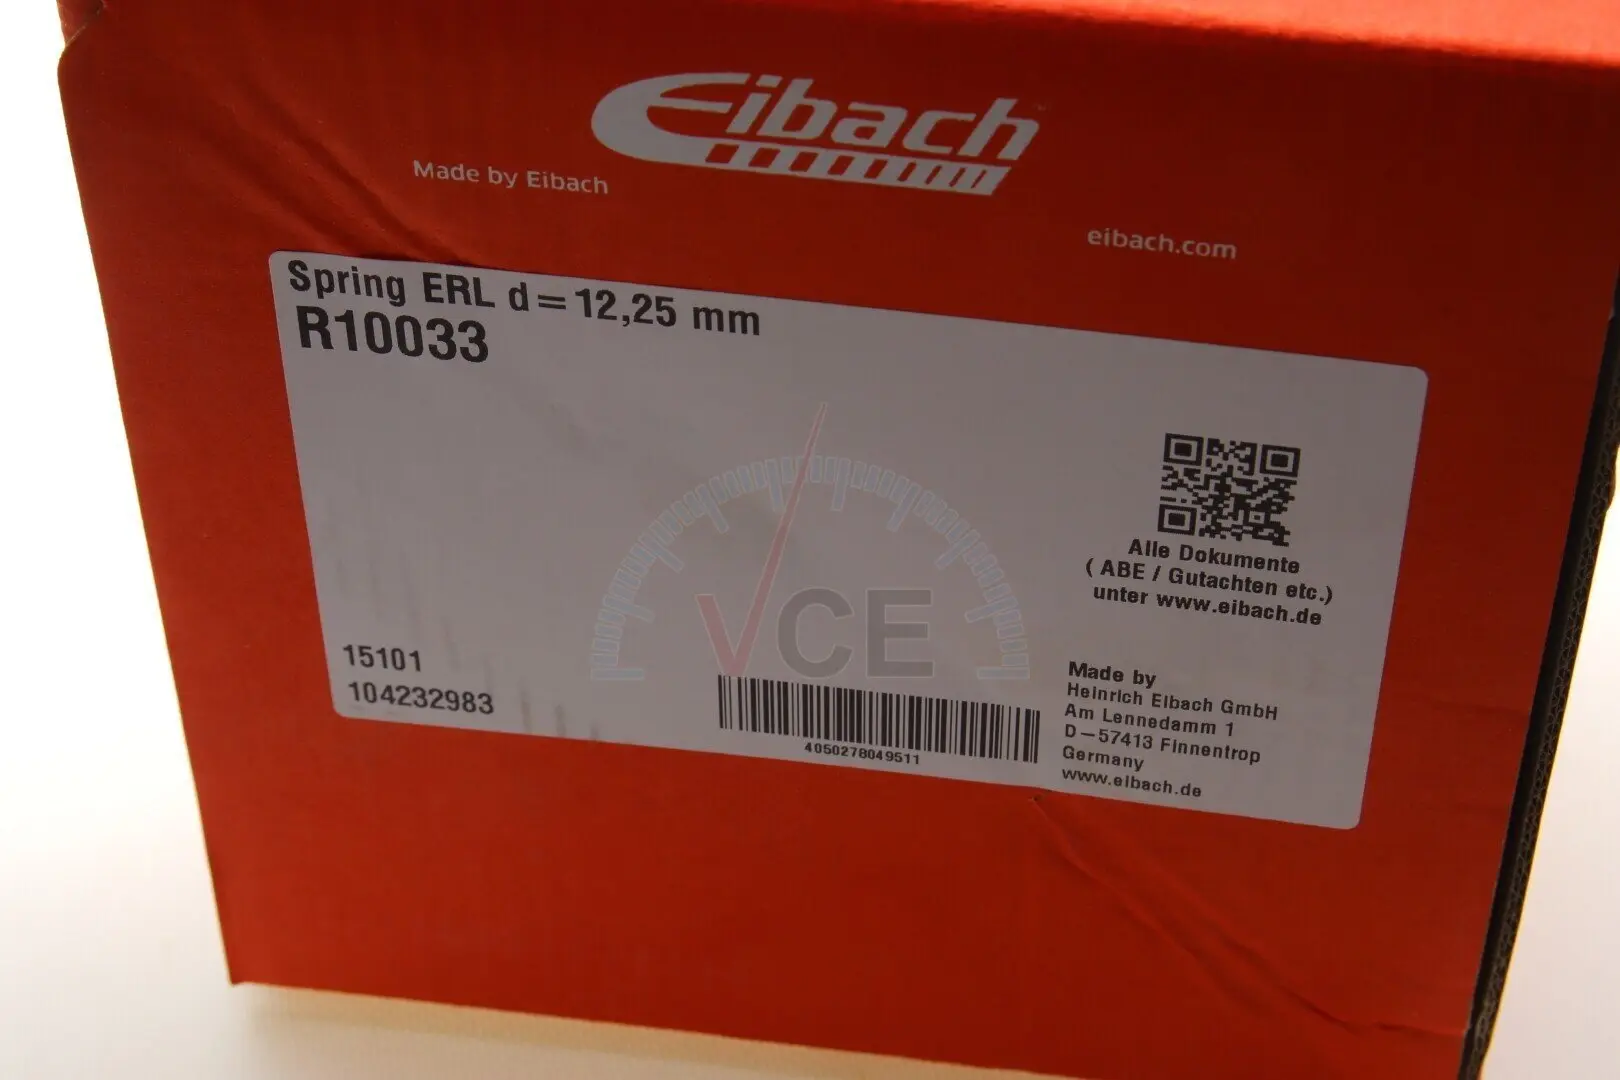 Eibach
Made by Eibach
eibach.com
Spring ERL d=12,25 mm
R10033
Alle Dokumente
( ABE / Gutachten etc.)
unter www.eibach.de
VCE
15101
104232983
4050278049511
Made by
Heinrich Eibach GmbH
Am Lennedamm 1
D-57413 Finnentrop
Germany
www.eibach.de